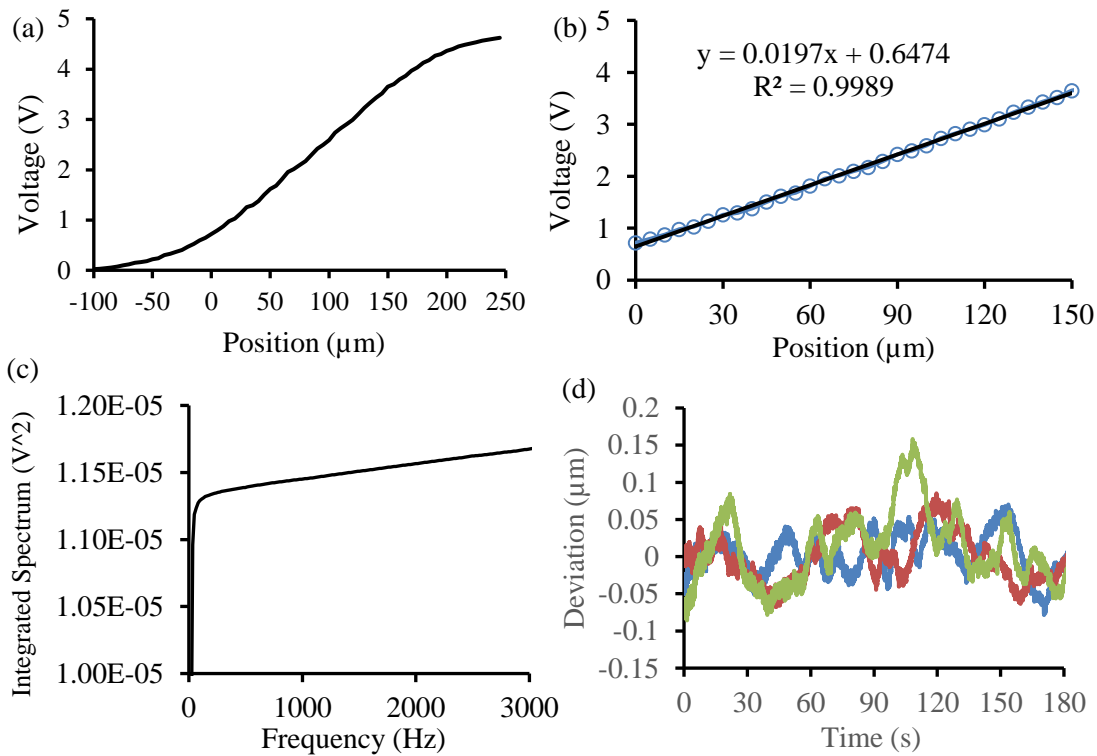 (a)
5
4
3
2
1
0
Voltage (V)
-100 -50 0 50 100 150 200 250
Position (µm)
(b)
y = 0.0197x + 0.6474
R² = 0.9989
5
4
3
2
1
0
Voltage (V)
0 30 60 90 120 150
Position (µm)
(c)
1.20E-05
1.15E-05
1.10E-05
1.05E-05
1.00E-05
Integrated Spectrum (V^2)
0 1000 2000 3000
Frequency (Hz)
(d)
0.2
0.15
0.1
0.05
0
-0.05
-0.1
-0.15
Deviation (µm)
0 30 60 90 120 150 180
Time (s)